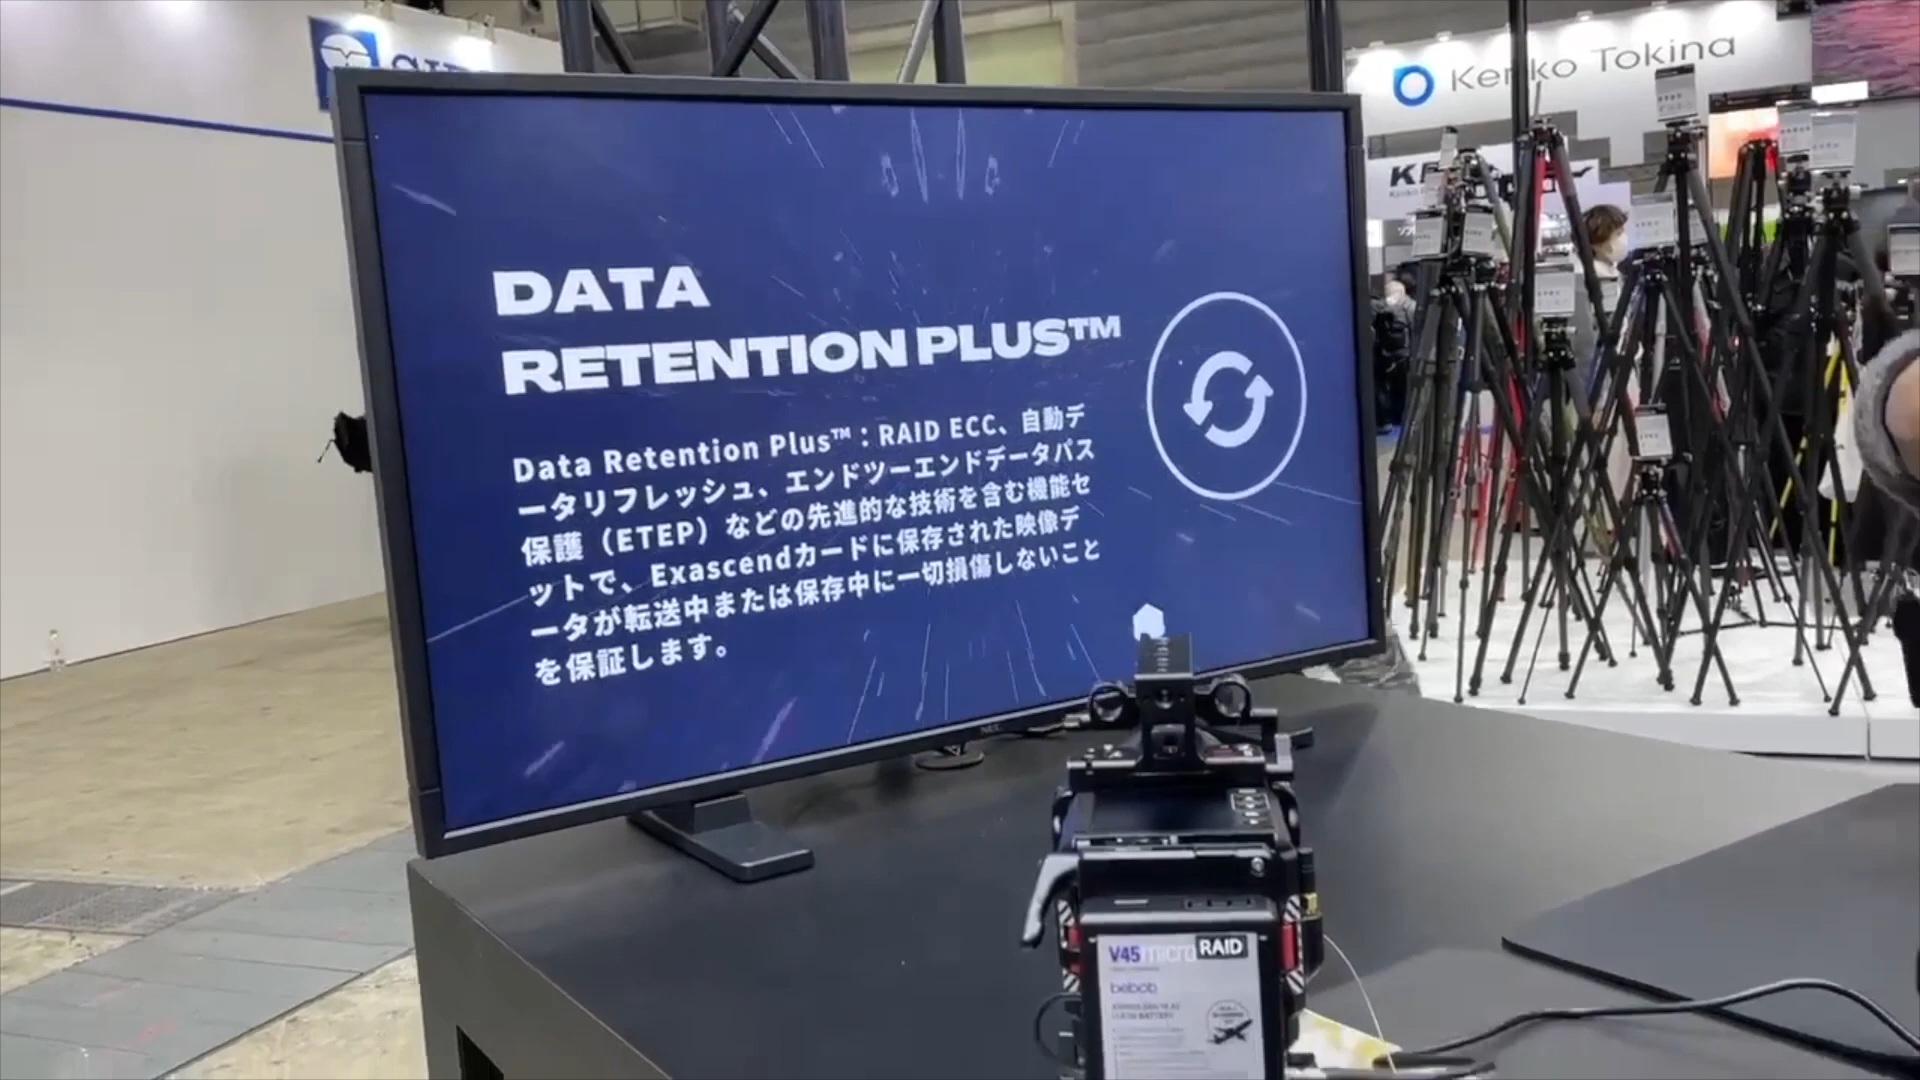 Kenko Tokina
DATA
RETENTION PLUS™
Data Retention Plus™：RAID ECC、自動デ
ータリフレッシュ、エンドツーエンドデータパス
保護（ETEP）などの先進的な技術を含む機能セ
ットで、Exascendカードに保存された映像デ
ータが転送中または保存中に一切損傷しないこと
を保証します。
NEC
V45 micro RAID
bebob